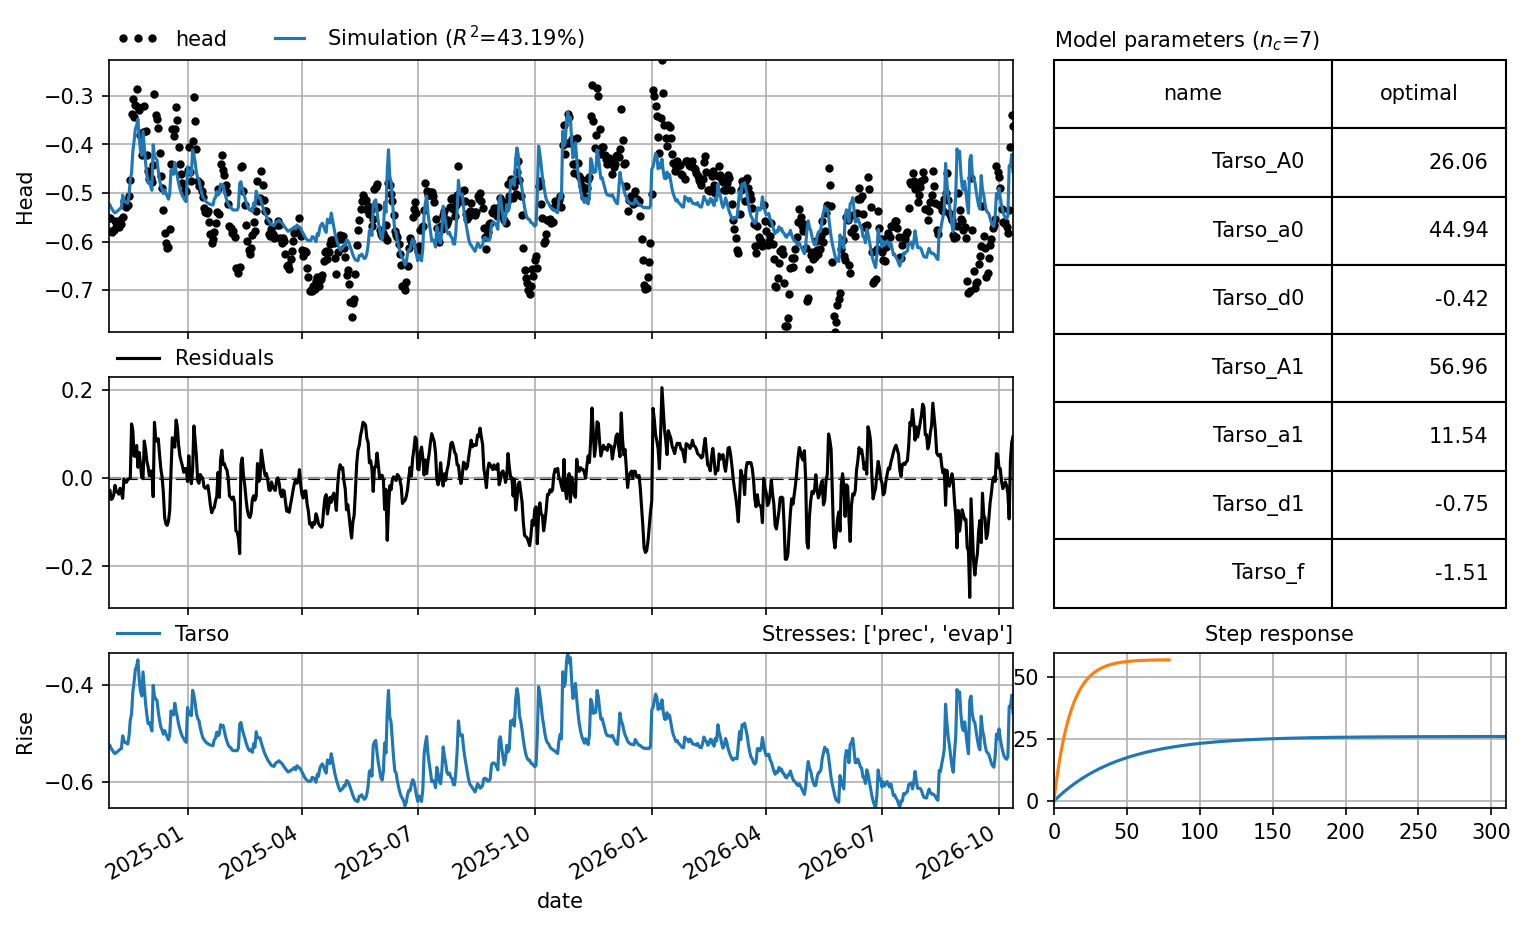 head Simulation (R²=43.19%)
Head
−0.3
−0.4
−0.5
−0.6
−0.7
Residuals
0.2
0.0
−0.2
Tarso Stresses: ['prec', 'evap']
Rise
−0.4
−0.6
2025-01 2025-04 2025-07 2025-10 2026-01 2026-04 2026-07 2026-10
date
Model parameters (n_c=7)
name optimal
Tarso_A0 26.06
Tarso_a0 44.94
Tarso_d0 -0.42
Tarso_A1 56.96
Tarso_a1 11.54
Tarso_d1 -0.75
Tarso_f -1.51
Step response
50
25
0
0 50 100 150 200 250 300